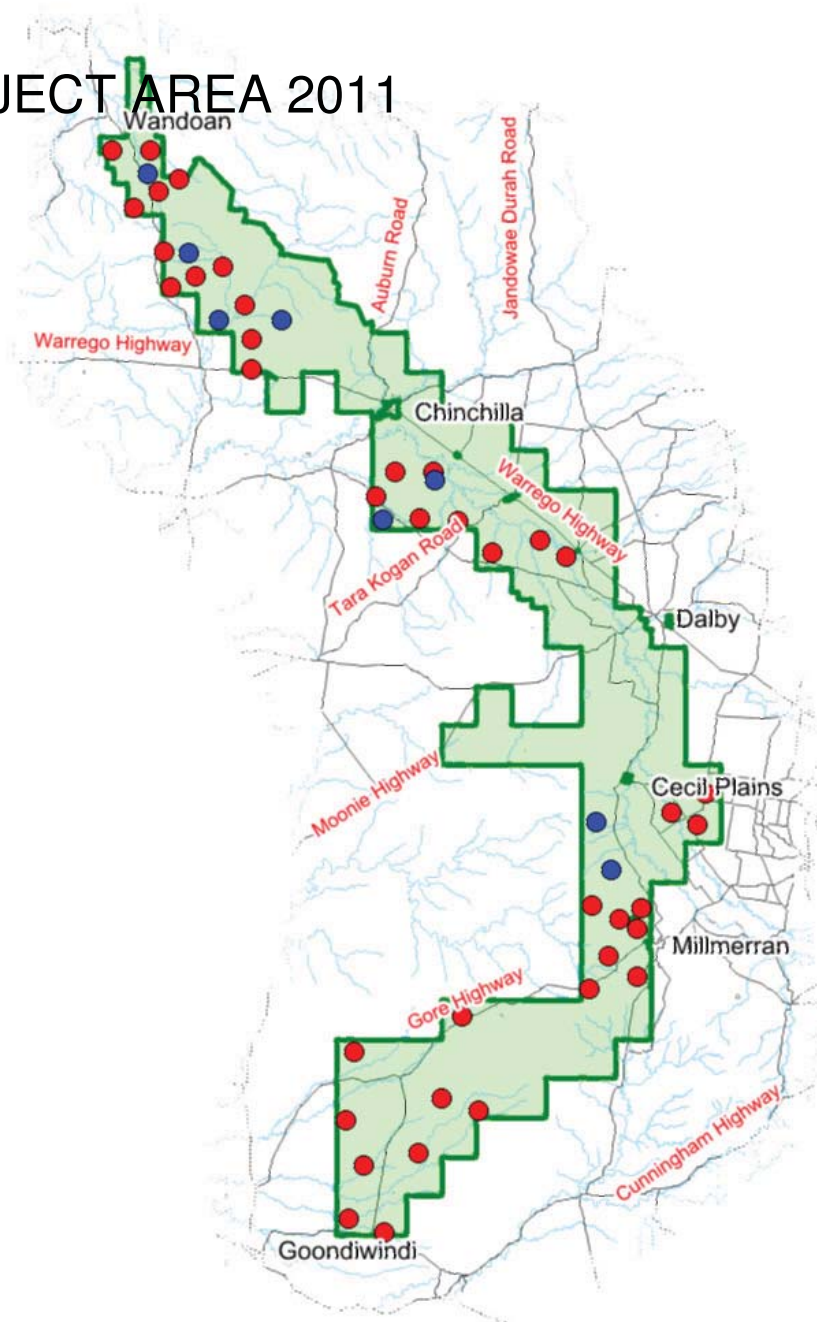 JECT AREA 2011
Wandoan
Jandowae Durah Road
Auburn Road
Warrego Highway
Chinchilla
Warrego Highway
Tara Kogan Road
Dalby
Moonie Highway
Cecil Plains
Millmerran
Gore Highway
Cunningham Highway
Goondiwindi